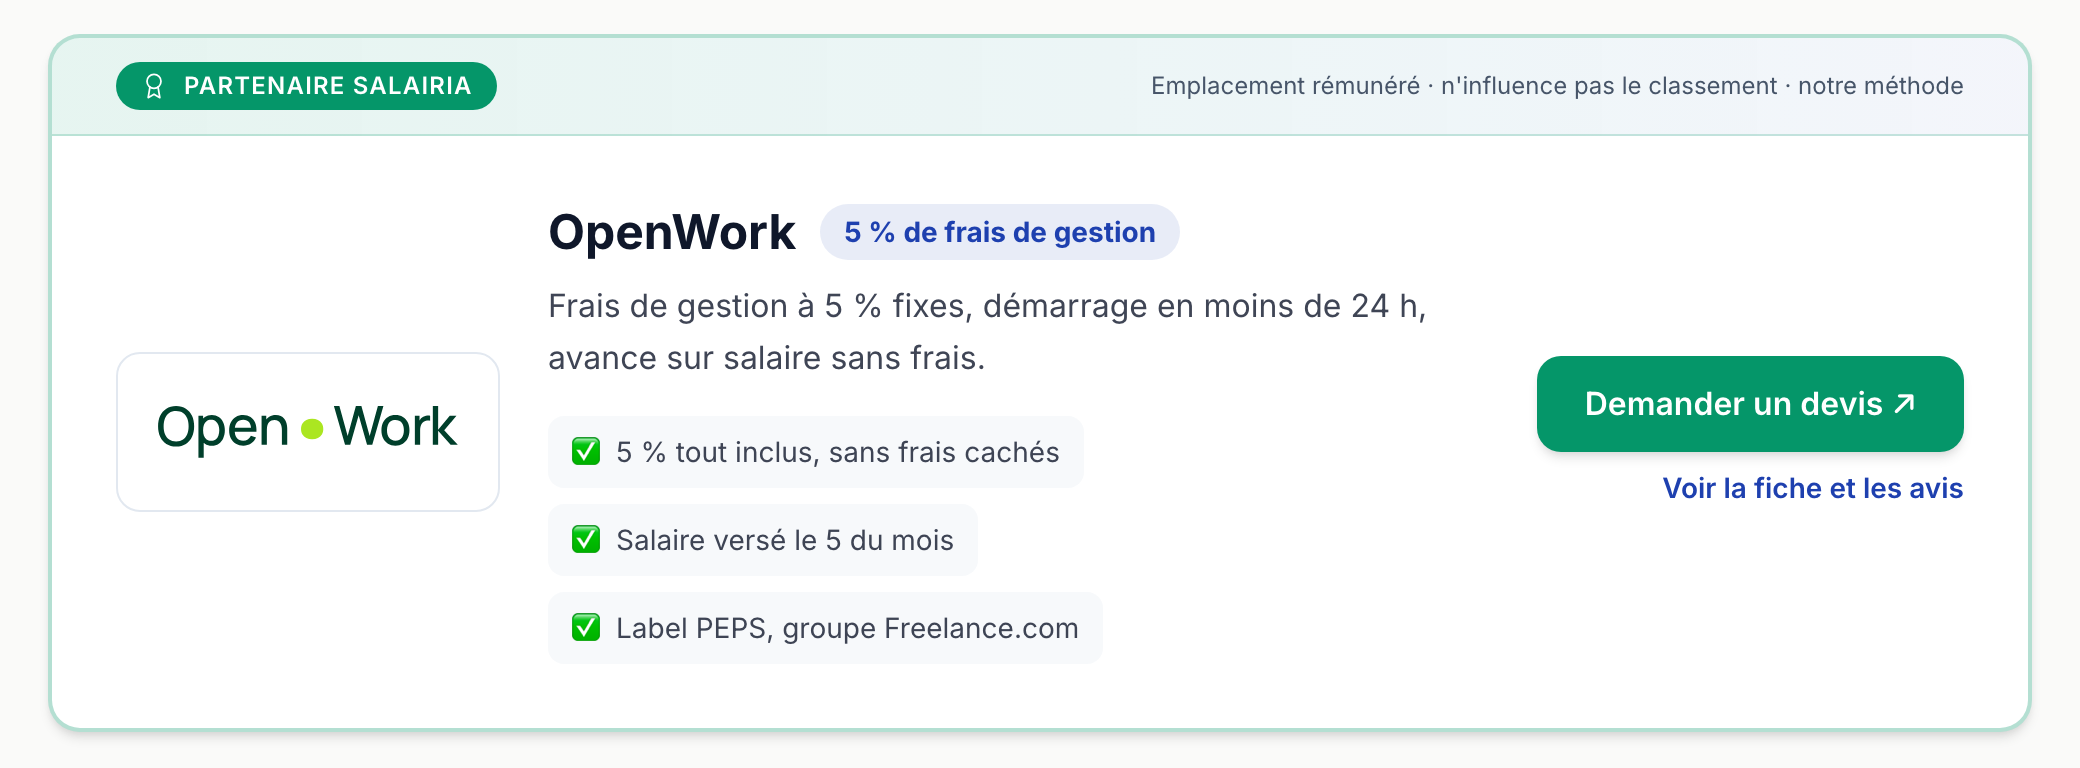 PARTENAIRE SALAIRIA
Emplacement rémunéré · n'influence pas le classement · notre méthode
Open Work
OpenWork
5 % de frais de gestion
Frais de gestion à 5 % fixes, démarrage en moins de 24 h,
avance sur salaire sans frais.
✅ 5 % tout inclus, sans frais cachés
✅ Salaire versé le 5 du mois
✅ Label PEPS, groupe Freelance.com
Demander un devis ↗
Voir la fiche et les avis